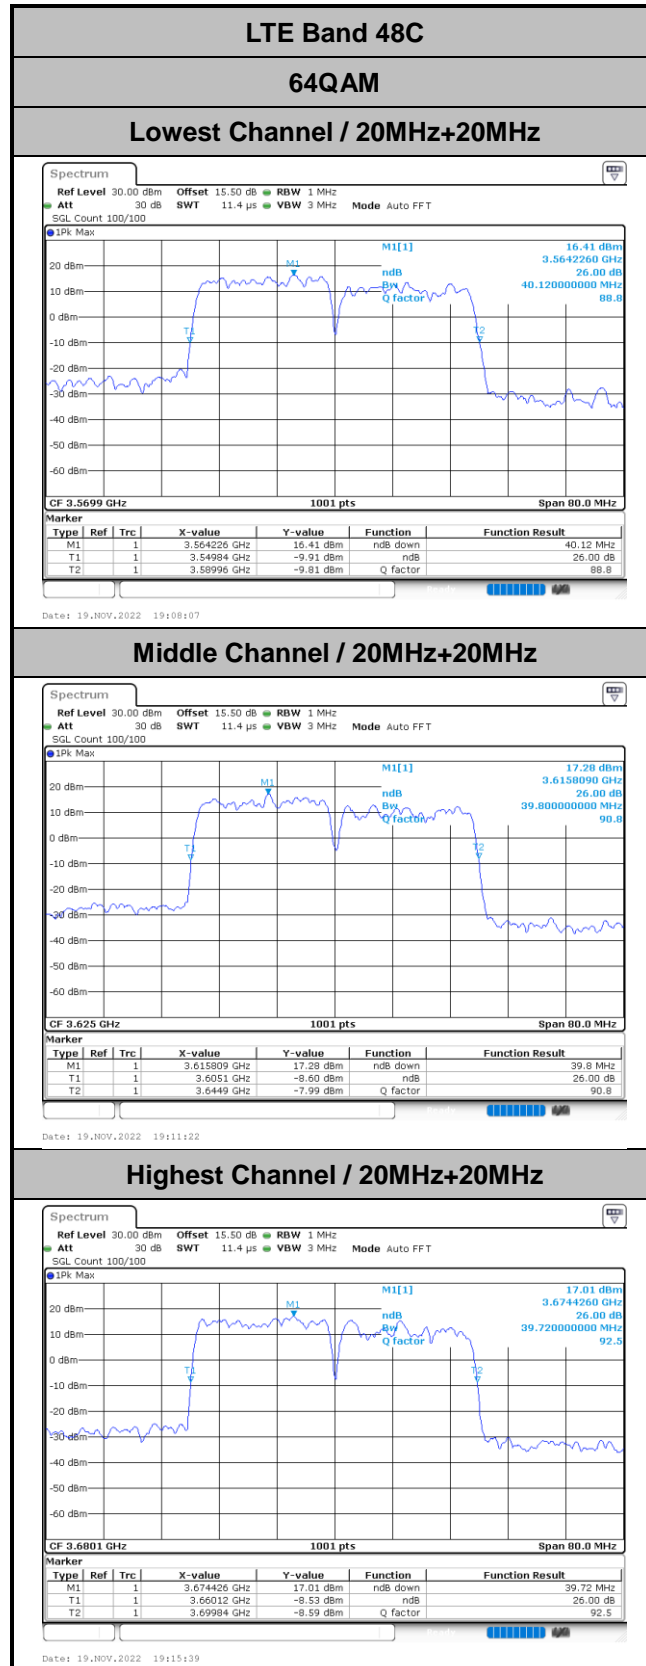 LTE Band 48C
64QAM
Lowest Channel / 20MHz+20MHz
Spectrum
Ref Level 30.00 dBm Offset 15.50 dB RBW 1 MHz
Att 30 dB SWT 11.4 µs VBW 3 MHz Mode Auto FFT
SGL Count 100/100
1Pk Max
M1[1] 16.41 dBm
3.5642260 GHz
ndB 26.00 dB
Bw 40.120000000 MHz
Q factor 88.8
M1
T1
T2
20 dBm
10 dBm
0 dBm
-10 dBm
-20 dBm
-30 dBm
-40 dBm
-50 dBm
-60 dBm
CF 3.5699 GHz 1001 pts Span 80.0 MHz
Marker
Type Ref Trc X-value Y-value Function Function Result
M1 1 3.564226 GHz 16.41 dBm ndB down 40.12 MHz
T1 1 3.54984 GHz -9.91 dBm ndB 26.00 dB
T2 1 3.58996 GHz -9.81 dBm Q factor 88.8
Date: 19.NOV.2022 19:08:07
Middle Channel / 20MHz+20MHz
Spectrum
Ref Level 30.00 dBm Offset 15.50 dB RBW 1 MHz
Att 30 dB SWT 11.4 µs VBW 3 MHz Mode Auto FFT
SGL Count 100/100
1Pk Max
M1[1] 17.28 dBm
3.6158090 GHz
ndB 26.00 dB
Bw 39.800000000 MHz
Q factor 90.8
M1
T1
T2
20 dBm
10 dBm
0 dBm
-10 dBm
-20 dBm
-30 dBm
-40 dBm
-50 dBm
-60 dBm
CF 3.625 GHz 1001 pts Span 80.0 MHz
Marker
Type Ref Trc X-value Y-value Function Function Result
M1 1 3.615809 GHz 17.28 dBm ndB down 39.8 MHz
T1 1 3.6051 GHz -8.60 dBm ndB 26.00 dB
T2 1 3.6449 GHz -7.99 dBm Q factor 90.8
Date: 19.NOV.2022 19:11:22
Highest Channel / 20MHz+20MHz
Spectrum
Ref Level 30.00 dBm Offset 15.50 dB RBW 1 MHz
Att 30 dB SWT 11.4 µs VBW 3 MHz Mode Auto FFT
SGL Count 100/100
1Pk Max
M1[1] 17.01 dBm
3.6744260 GHz
ndB 26.00 dB
Bw 39.720000000 MHz
Q factor 92.5
M1
T1
T2
20 dBm
10 dBm
0 dBm
-10 dBm
-20 dBm
-30 dBm
-40 dBm
-50 dBm
-60 dBm
CF 3.6801 GHz 1001 pts Span 80.0 MHz
Marker
Type Ref Trc X-value Y-value Function Function Result
M1 1 3.674426 GHz 17.01 dBm ndB down 39.72 MHz
T1 1 3.66012 GHz -8.53 dBm ndB 26.00 dB
T2 1 3.69984 GHz -8.59 dBm Q factor 92.5
Date: 19.NOV.2022 19:15:39